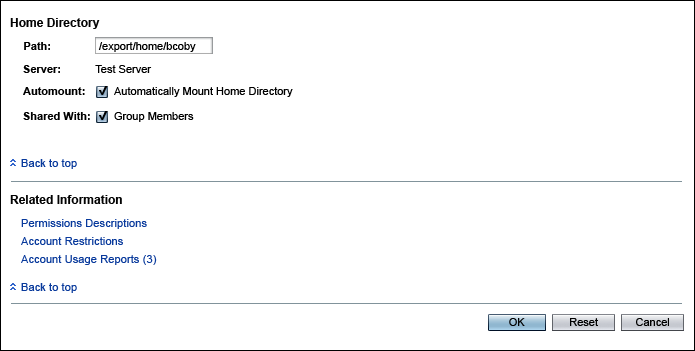 Home Directory
Path: /export/home/bcoby
Server: Test Server
Automount: Automatically Mount Home Directory
Shared With: Group Members
Back to top
Related Information
Permissions Descriptions
Account Restrictions
Account Usage Reports (3)
Back to top
OK Reset Cancel